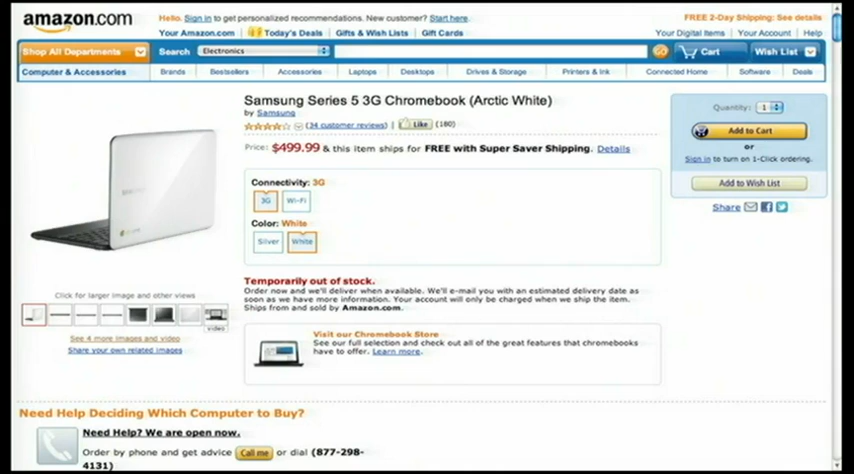 amazon.com
Hello. Sign in to get personalized recommendations. New customer? Start here.
FREE 2-Day Shipping: See details
Your Amazon.com Today's Deals Gifts & Wish Lists Gift Cards
Your Digital Items Your Account Help
Shop All Departments Search Electronics GO Cart Wish List
Computer & Accessories Brands Bestsellers Accessories Laptops Desktops Drives & Storage Printers & Ink Connected Home Software Deals
Samsung Series 5 3G Chromebook (Arctic White)
by Samsung
(34 customer reviews) | Like (180)
Price: $499.99 & this item ships for FREE with Super Saver Shipping. Details
Connectivity: 3G
3G Wi-Fi
Color: White
Silver White
Temporarily out of stock.
Order now and we'll deliver when available. We'll e-mail you with an estimated delivery date as
soon as we have more information. Your account will only be charged when we ship the item.
Ships from and sold by Amazon.com.
Quantity: 1
Add to Cart
or
Sign in to turn on 1-Click ordering.
Add to Wish List
Share
Click for larger image and other views
video
See 4 more images and video
Share your own related images
Visit our Chromebook Store
See our full selection and check out all of the great features that chromebooks
have to offer. Learn more.
Need Help Deciding Which Computer to Buy?
Need Help? We are open now.
Order by phone and get advice Call me or dial (877-298-
4131)